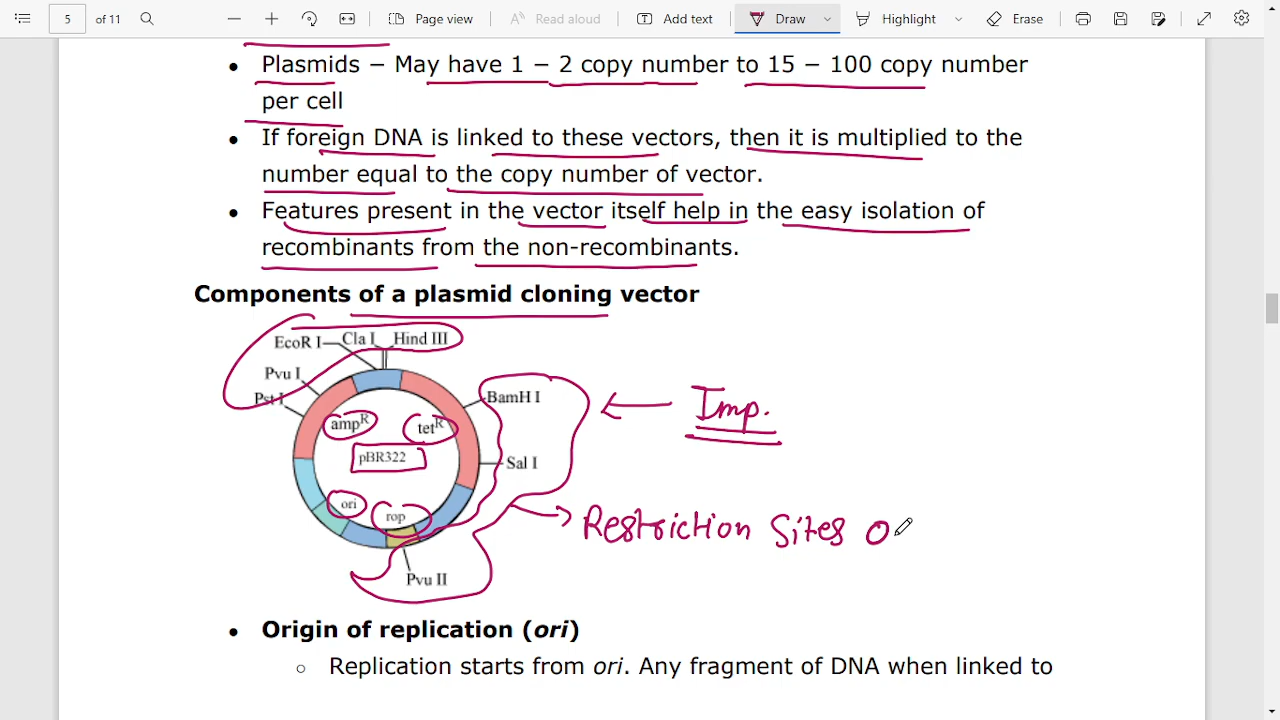 5 of 11 Page view Read aloud Add text Draw Highlight Erase
• Plasmids – May have 1 – 2 copy number to 15 – 100 copy number
per cell
• If foreign DNA is linked to these vectors, then it is multiplied to the
number equal to the copy number of vector.
• Features present in the vector itself help in the easy isolation of
recombinants from the non-recombinants.
Components of a plasmid cloning vector
EcoR I Cla I Hind III
Pvu I
Pst I
BamH I
Imp.
ampR tetR
pBR322
Sal I
ori
rop
Restriction Sites O
Pvu II
• Origin of replication (ori)
○ Replication starts from ori. Any fragment of DNA when linked to